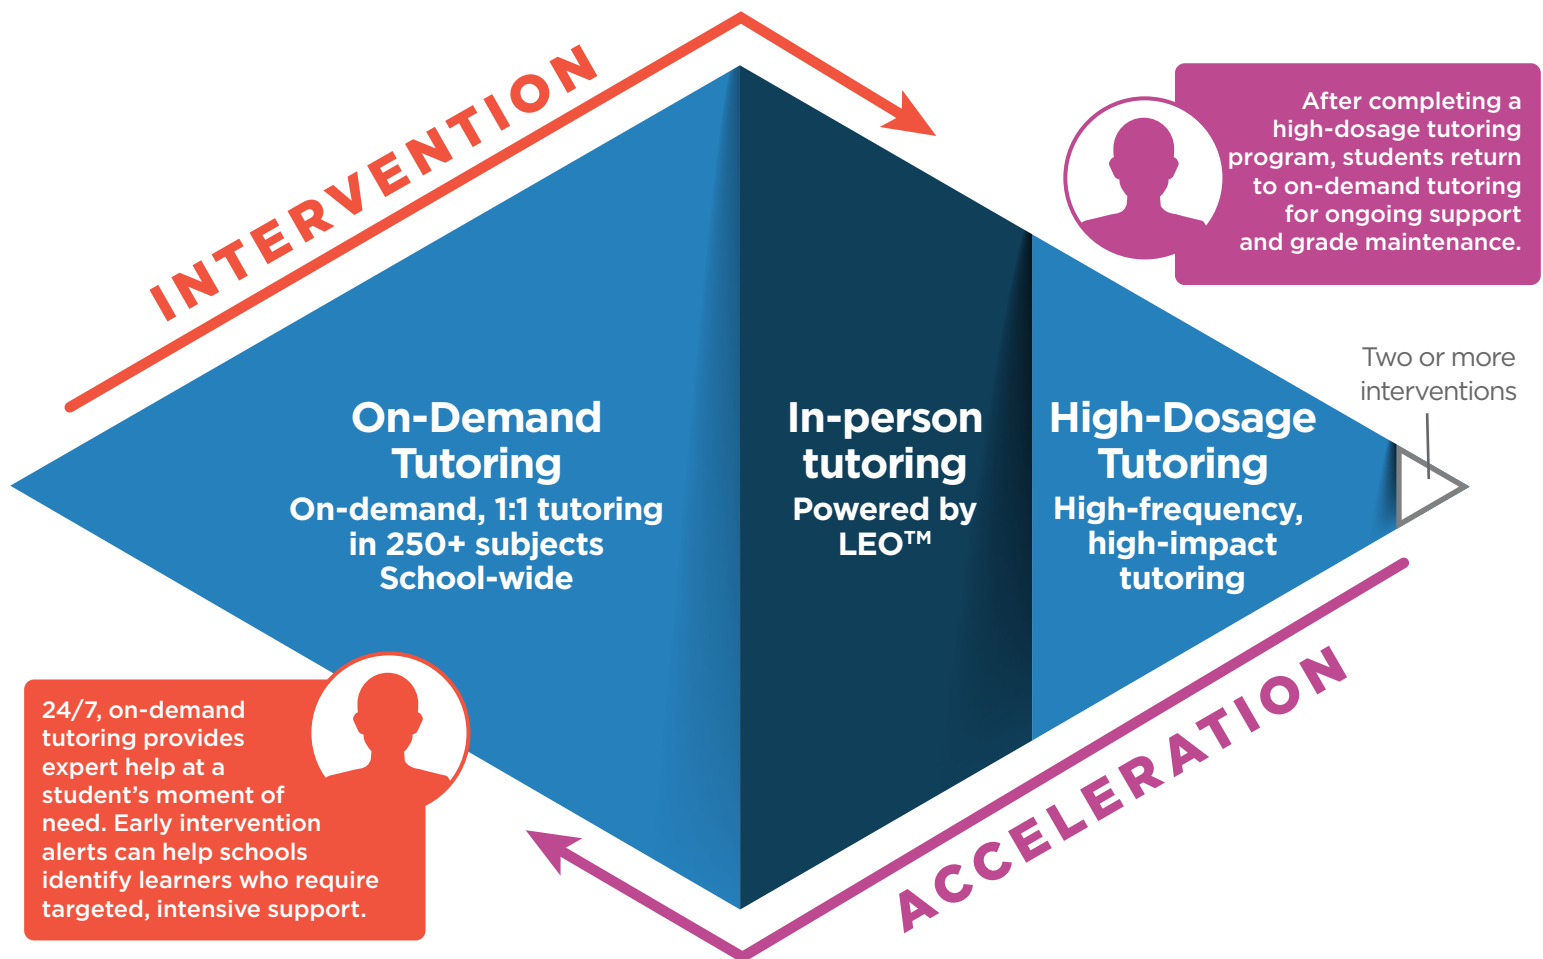 INTERVENTION
After completing a
high-dosage tutoring
program, students return
to on-demand tutoring
for ongoing support
and grade maintenance.
Two or more
interventions
On-Demand
Tutoring
On-demand, 1:1 tutoring
in 250+ subjects
School-wide
In-person
tutoring
Powered by
LEO™
High-Dosage
Tutoring
High-frequency,
high-impact
tutoring
24/7, on-demand
tutoring provides
expert help at a
student’s moment of
need. Early intervention
alerts can help schools
identify learners who require
targeted, intensive support.
ACCELERATION